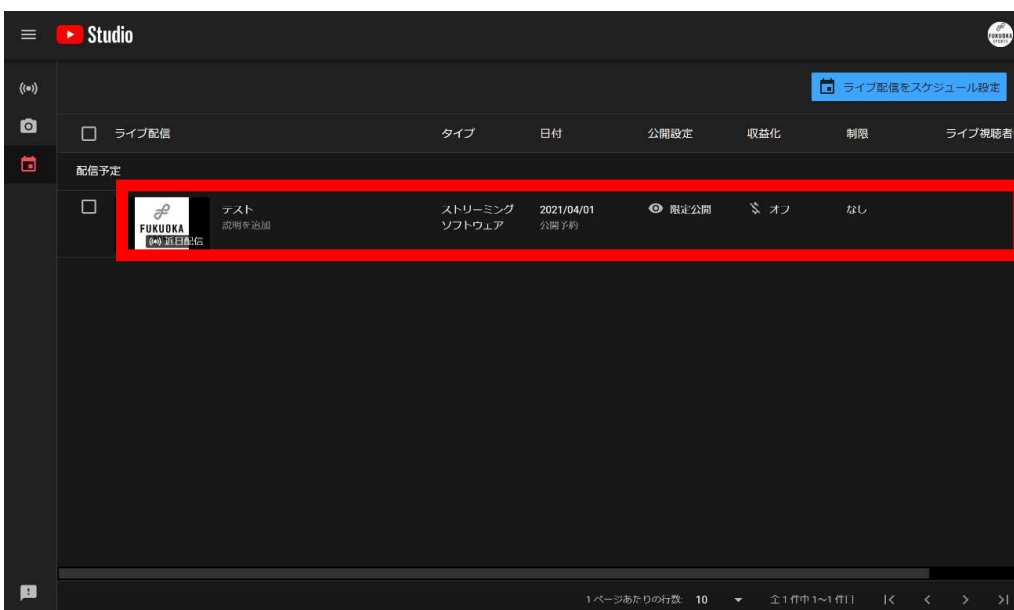 Studio
FUKUOKA
SPORTS
ライブ配信をスケジュール設定
ライブ配信 タイプ 日付 公開設定 収益化 制限 ライブ視聴者
配信予定
FUKUOKA
近日配信
テスト
説明を追加
ストリーミング
ソフトウェア
2021/04/01
公開予約
限定公開
オフ
なし
1 ページあたりの行数: 10 全 1 件中 1~1 件目